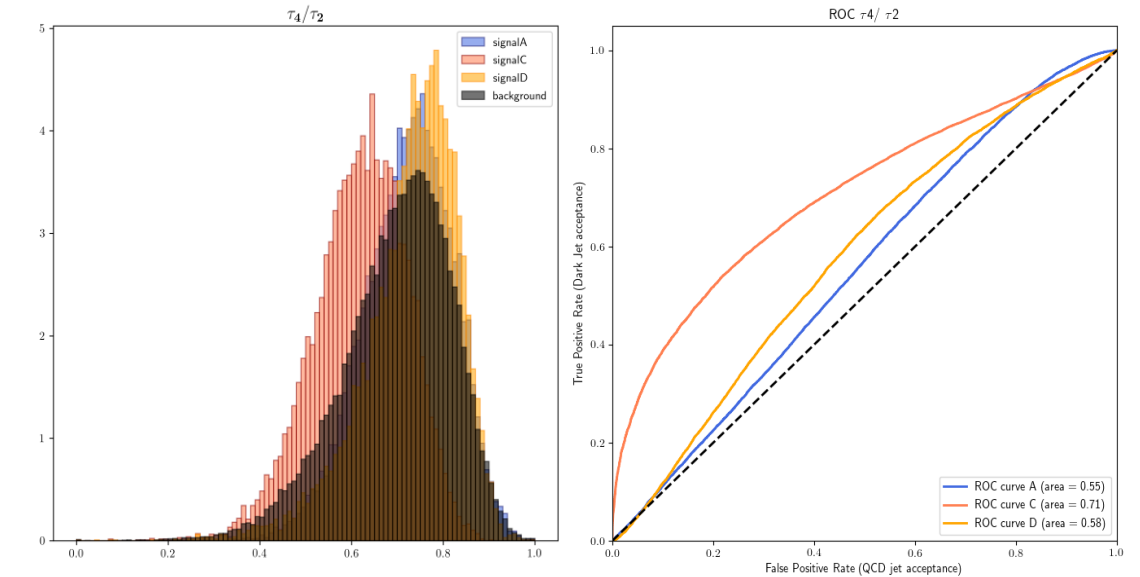 τ4/τ2
signalA
signalC
signalD
background
5
4
3
2
1
0
0.0 0.2 0.4 0.6 0.8 1.0
ROC τ4/ τ2
True Positive Rate (Dark Jet acceptance)
1.0
0.8
0.6
0.4
0.2
0.0
ROC curve A (area = 0.55)
ROC curve C (area = 0.71)
ROC curve D (area = 0.58)
0.0 0.2 0.4 0.6 0.8 1.0
False Positive Rate (QCD jet acceptance)